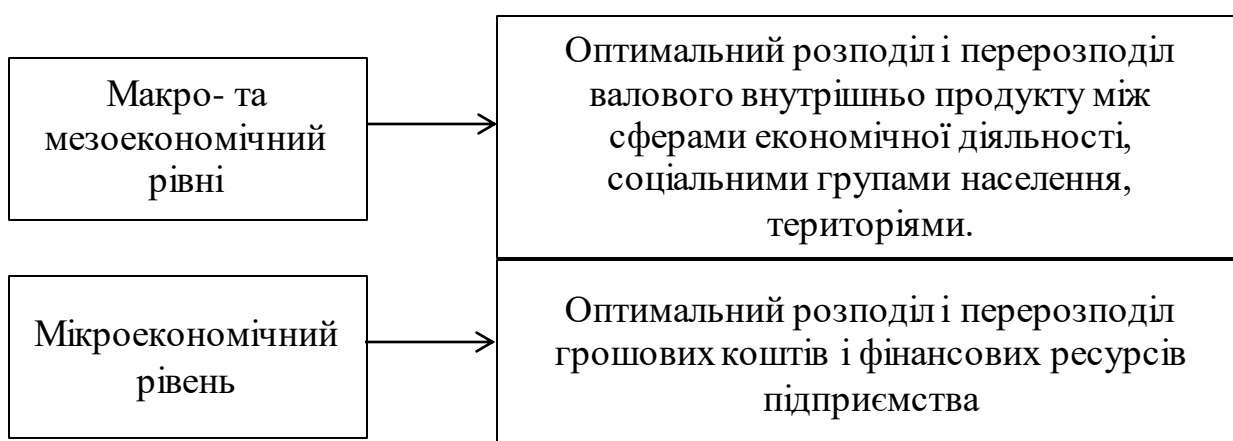 Макро- та
мезоекономічний
рівні
Оптимальний розподіл і перерозподіл
валового внутрішньо продукту між
сферами економічної діяльності,
соціальними групами населення,
територіями.
Мікроекономічний
рівень
Оптимальний розподіл і перерозподіл
грошових коштів і фінансових ресурсів
підприємства